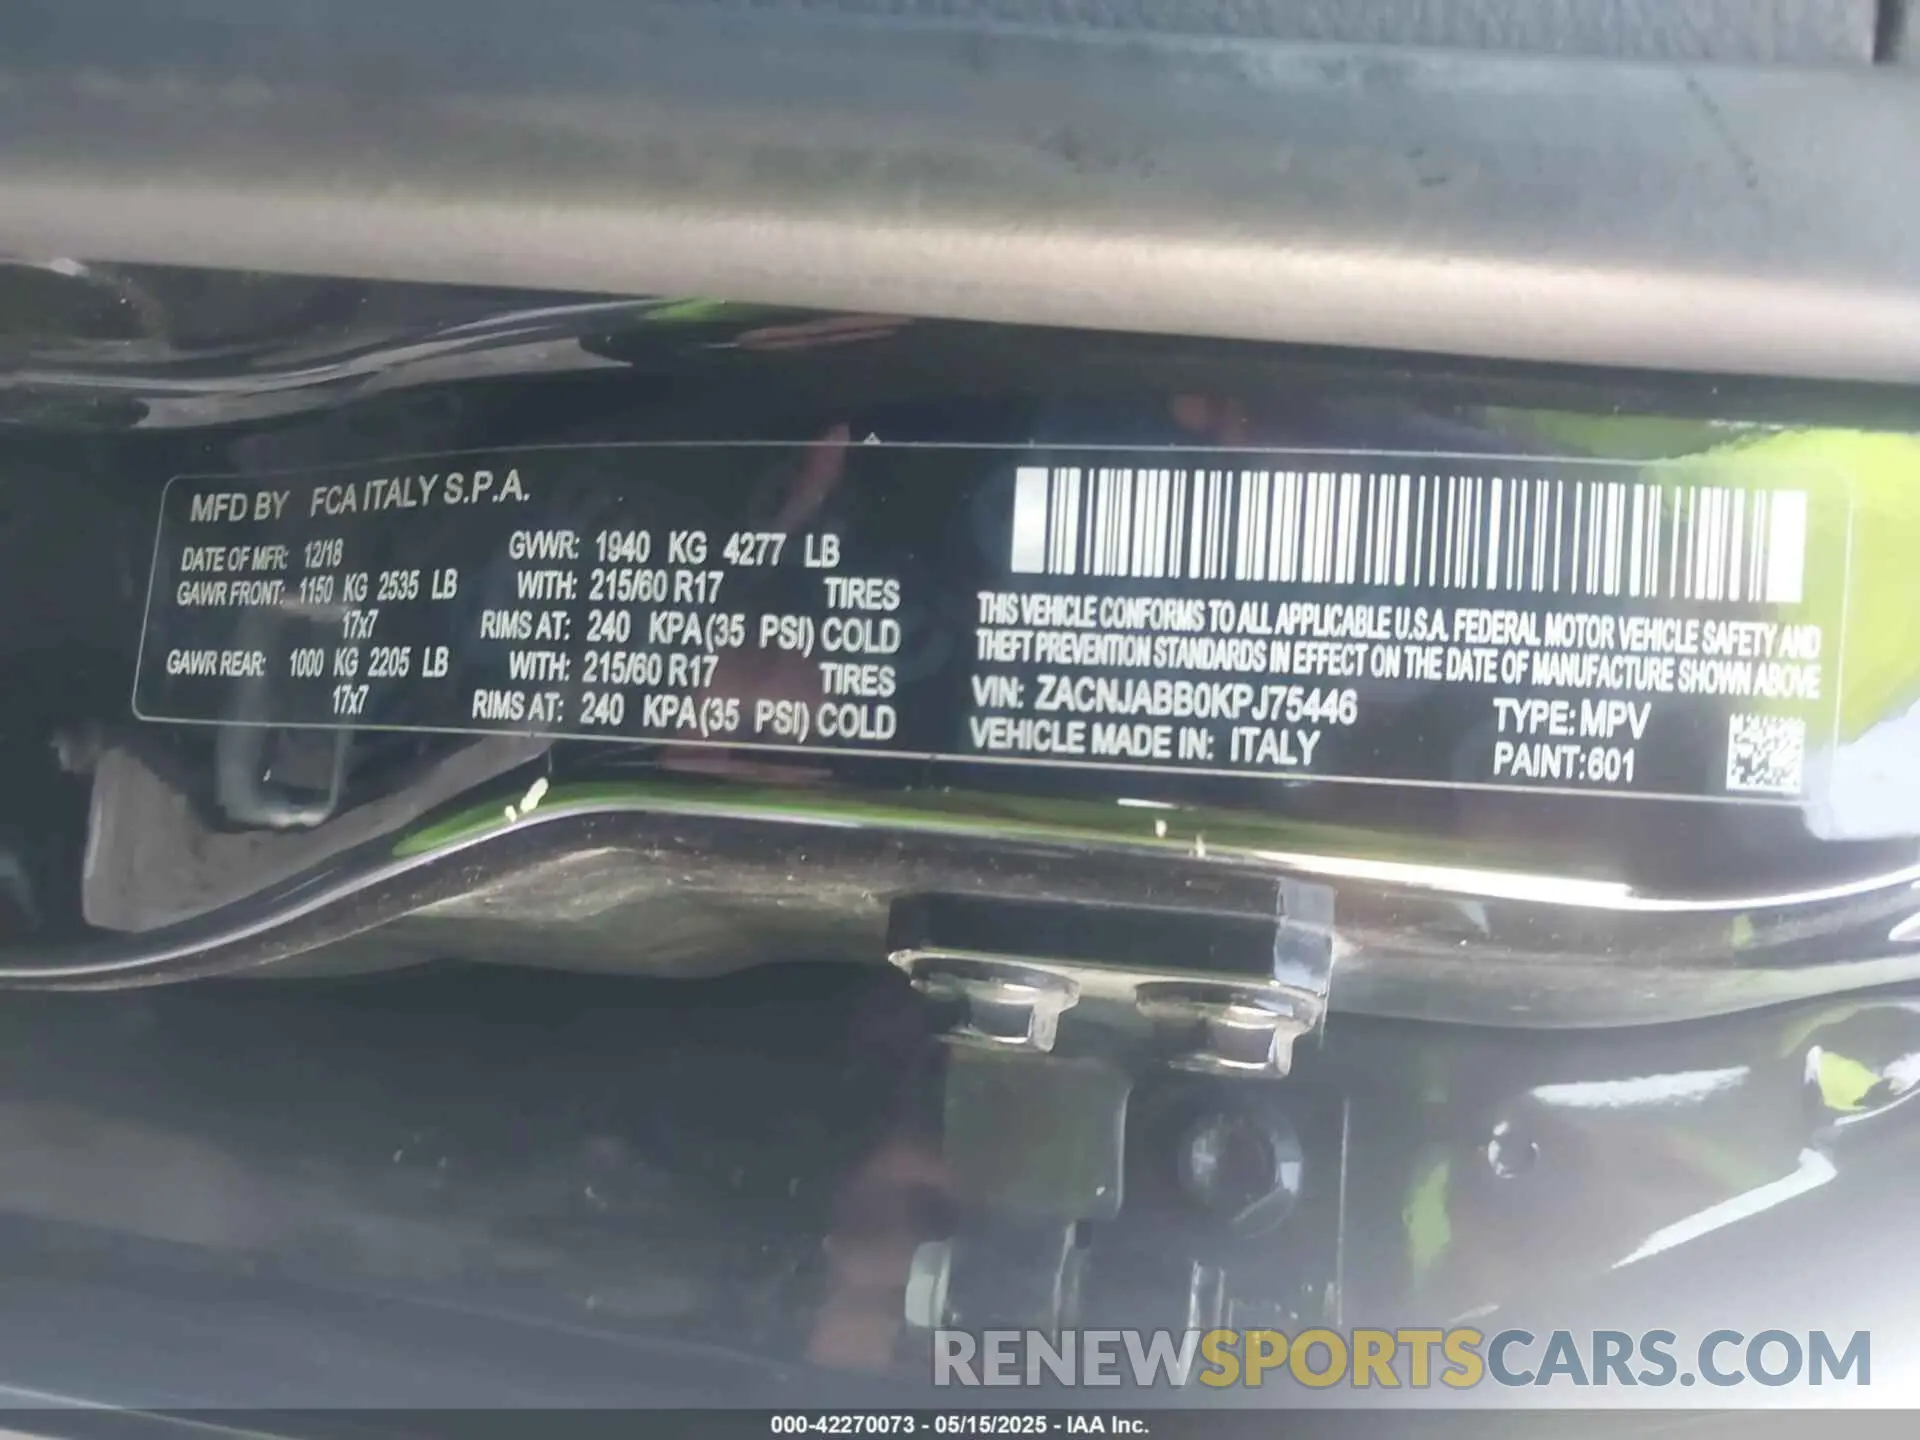 MFD BY FCA ITALY S.P.A.
DATE OF MFR: 12/18 GVWR: 1940 KG 4277 LB
GAWR FRONT: 1150 KG 2535 LB WITH: 215/60 R17 TIRES
17x7 RIMS AT: 240 KPA (35 PSI) COLD
GAWR REAR: 1000 KG 2205 LB WITH: 215/60 R17 TIRES
17x7 RIMS AT: 240 KPA (35 PSI) COLD
THIS VEHICLE CONFORMS TO ALL APPLICABLE U.S.A. FEDERAL MOTOR VEHICLE SAFETY AND
THEFT PREVENTION STANDARDS IN EFFECT ON THE DATE OF MANUFACTURE SHOWN ABOVE
VIN: ZACNJABB0KPJ75446 TYPE: MPV
VEHICLE MADE IN: ITALY PAINT: 601
RENEWSPORTSCARS.COM
000-42270073 - 05/15/2025 - IAA Inc.